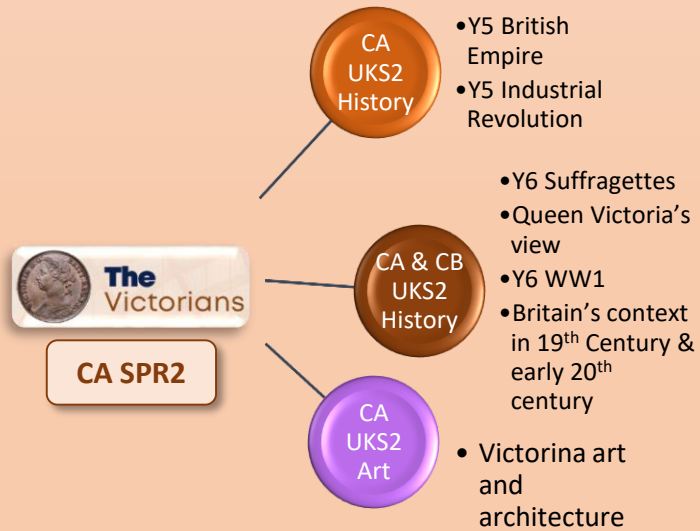 CA
UKS2
History
•Y5 British
Empire
•Y5 Industrial
Revolution
The
Victorians
CA SPR2
CA & CB
UKS2
History
•Y6 Suffragettes
•Queen Victoria's
view
•Y6 WW1
•Britain's context
in 19th Century &
early 20th
century
CA
UKS2
Art
• Victorina art
and
architecture